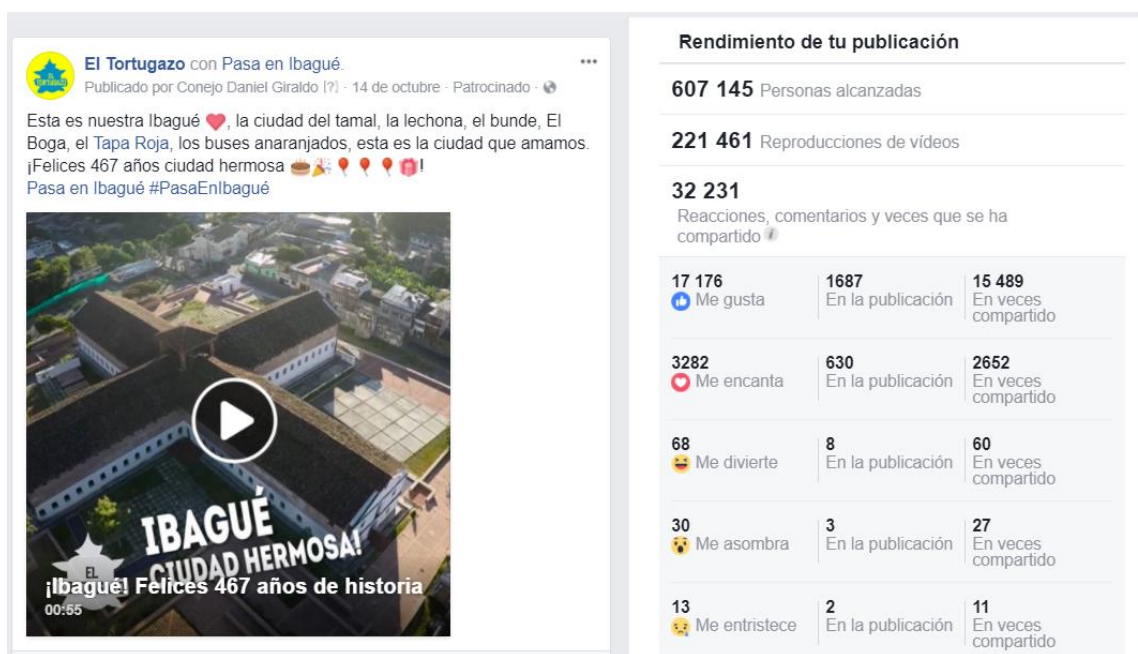 El Tortugazo con Pasa en Ibagué.
Publicado por Conejo Daniel Giraldo [?] · 14 de octubre · Patrocinado ·
Esta es nuestra Ibagué ❤, la ciudad del tamal, la lechona, el bunde, El
Boga, el Tapa Roja, los buses anaranjados, esta es la ciudad que amamos.
¡Felices 467 años ciudad hermosa 🎂🎉🎈🎈🎈🎁!
Pasa en Ibagué #PasaEnIbagué
IBAGUÉ
CIUDAD HERMOSA!
EL
¡Ibagué! Felices 467 años de historia
00:55
Rendimiento de tu publicación
607 145 Personas alcanzadas
221 461 Reproducciones de vídeos
32 231
Reacciones, comentarios y veces que se ha
compartido
17 176
Me gusta
1687
En la publicación
15 489
En veces
compartido
3282
Me encanta
630
En la publicación
2652
En veces
compartido
68
Me divierte
8
En la publicación
60
En veces
compartido
30
Me asombra
3
En la publicación
27
En veces
compartido
13
Me entristece
2
En la publicación
11
En veces
compartido